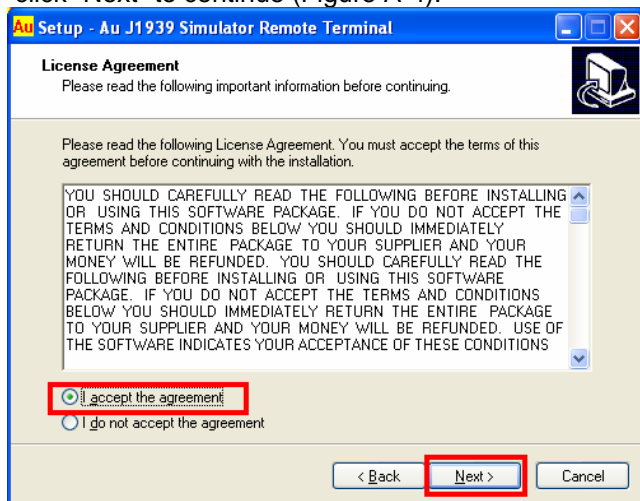 click "Next" to continue (Figure A-4).
Au Setup - Au J1939 Simulator Remote Terminal
License Agreement
Please read the following important information before continuing.
Please read the following License Agreement. You must accept the terms of this
agreement before continuing with the installation.
YOU SHOULD CAREFULLY READ THE FOLLOWING BEFORE INSTALLING
OR USING THIS SOFTWARE PACKAGE. IF YOU DO NOT ACCEPT THE
TERMS AND CONDITIONS BELOW YOU SHOULD IMMEDIATELY
RETURN THE ENTIRE PACKAGE TO YOUR SUPPLIER AND YOUR
MONEY WILL BE REFUNDED. YOU SHOULD CAREFULLY READ THE
FOLLOWING BEFORE INSTALLING OR USING THIS SOFTWARE
PACKAGE. IF YOU DO NOT ACCEPT THE TERMS AND CONDITIONS
BELOW YOU SHOULD IMMEDIATELY RETURN THE ENTIRE PACKAGE
TO YOUR SUPPLIER AND YOUR MONEY WILL BE REFUNDED. USE OF
THE SOFTWARE INDICATES YOUR ACCEPTANCE OF THESE CONDITIONS
I accept the agreement
I do not accept the agreement
< Back Next > Cancel